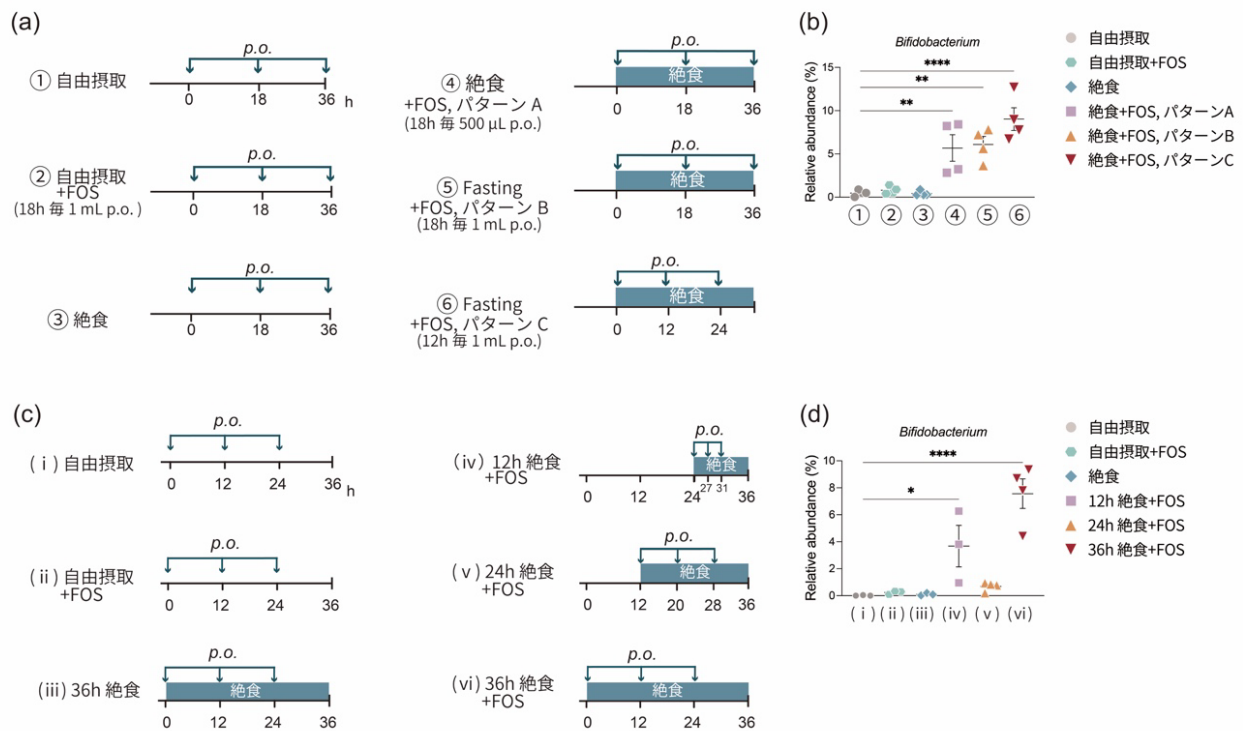 (a)
① 自由摂取
p.o.
0 18 36 h
② 自由摂取
+FOS
(18h 毎 1 mL p.o.)
p.o.
0 18 36
③ 絶食
p.o.
0 18 36
④ 絶食
+FOS, パターン A
(18h 毎 500 μL p.o.)
p.o.
絶食
0 18 36
⑤ Fasting
+FOS, パターン B
(18h 毎 1 mL p.o.)
p.o.
絶食
0 18 36
⑥ Fasting
+FOS, パターン C
(12h 毎 1 mL p.o.)
p.o.
絶食
0 12 24
(b)
Bifidobacterium
Relative abundance (%)
15
10
5
0
****
**
**
① ② ③ ④ ⑤ ⑥
自由摂取
自由摂取+FOS
絶食
絶食+FOS, パターンA
絶食+FOS, パターンB
絶食+FOS, パターンC
(c)
(i) 自由摂取
p.o.
0 12 24 36 h
(ii) 自由摂取
+FOS
p.o.
0 12 24 36
(iii) 36h 絶食
p.o.
絶食
0 12 24 36
(iv) 12h 絶食
+FOS
p.o.
絶食
0 12 24 27 31 36
(v) 24h 絶食
+FOS
p.o.
絶食
0 12 20 28 36
(vi) 36h 絶食
+FOS
p.o.
絶食
0 12 24 36
(d)
Bifidobacterium
Relative abundance (%)
10
8
6
4
2
0
****
*
(i) (ii) (iii) (iv) (v) (vi)
自由摂取
自由摂取+FOS
絶食
12h 絶食+FOS
24h 絶食+FOS
36h 絶食+FOS